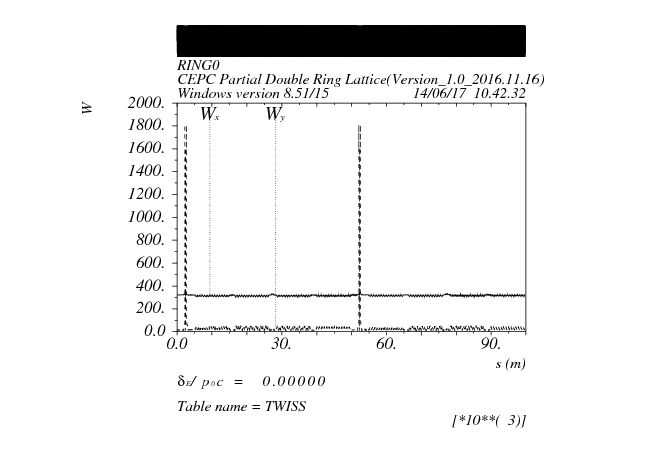 RING0
CEPC Partial Double Ring Lattice(Version_1.0_2016.11.16)
Windows version 8.51/15 14/06/17 10.42.32
W
2000.
Wx Wy
1800.
1600.
1400.
1200.
1000.
800.
600.
400.
200.
0.0
0.0 30. 60. 90.
s (m)
δE/ p0c = 0.00000
Table name = TWISS
[*10**( 3)]